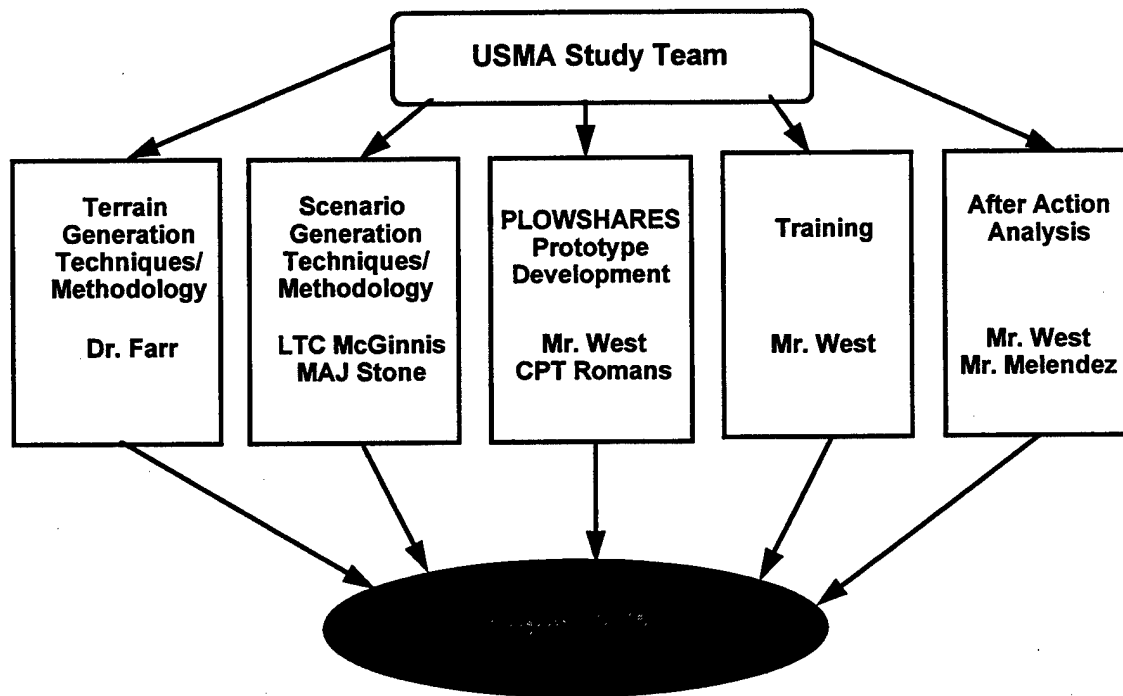 USMA Study Team
Terrain
Generation
Techniques/
Methodology
Dr. Farr
Scenario
Generation
Techniques/
Methodology
LTC McGinnis
MAJ Stone
PLOWSHARES
Prototype
Development
Mr. West
CPT Romans
Training
Mr. West
After Action
Analysis
Mr. West
Mr. Melendez